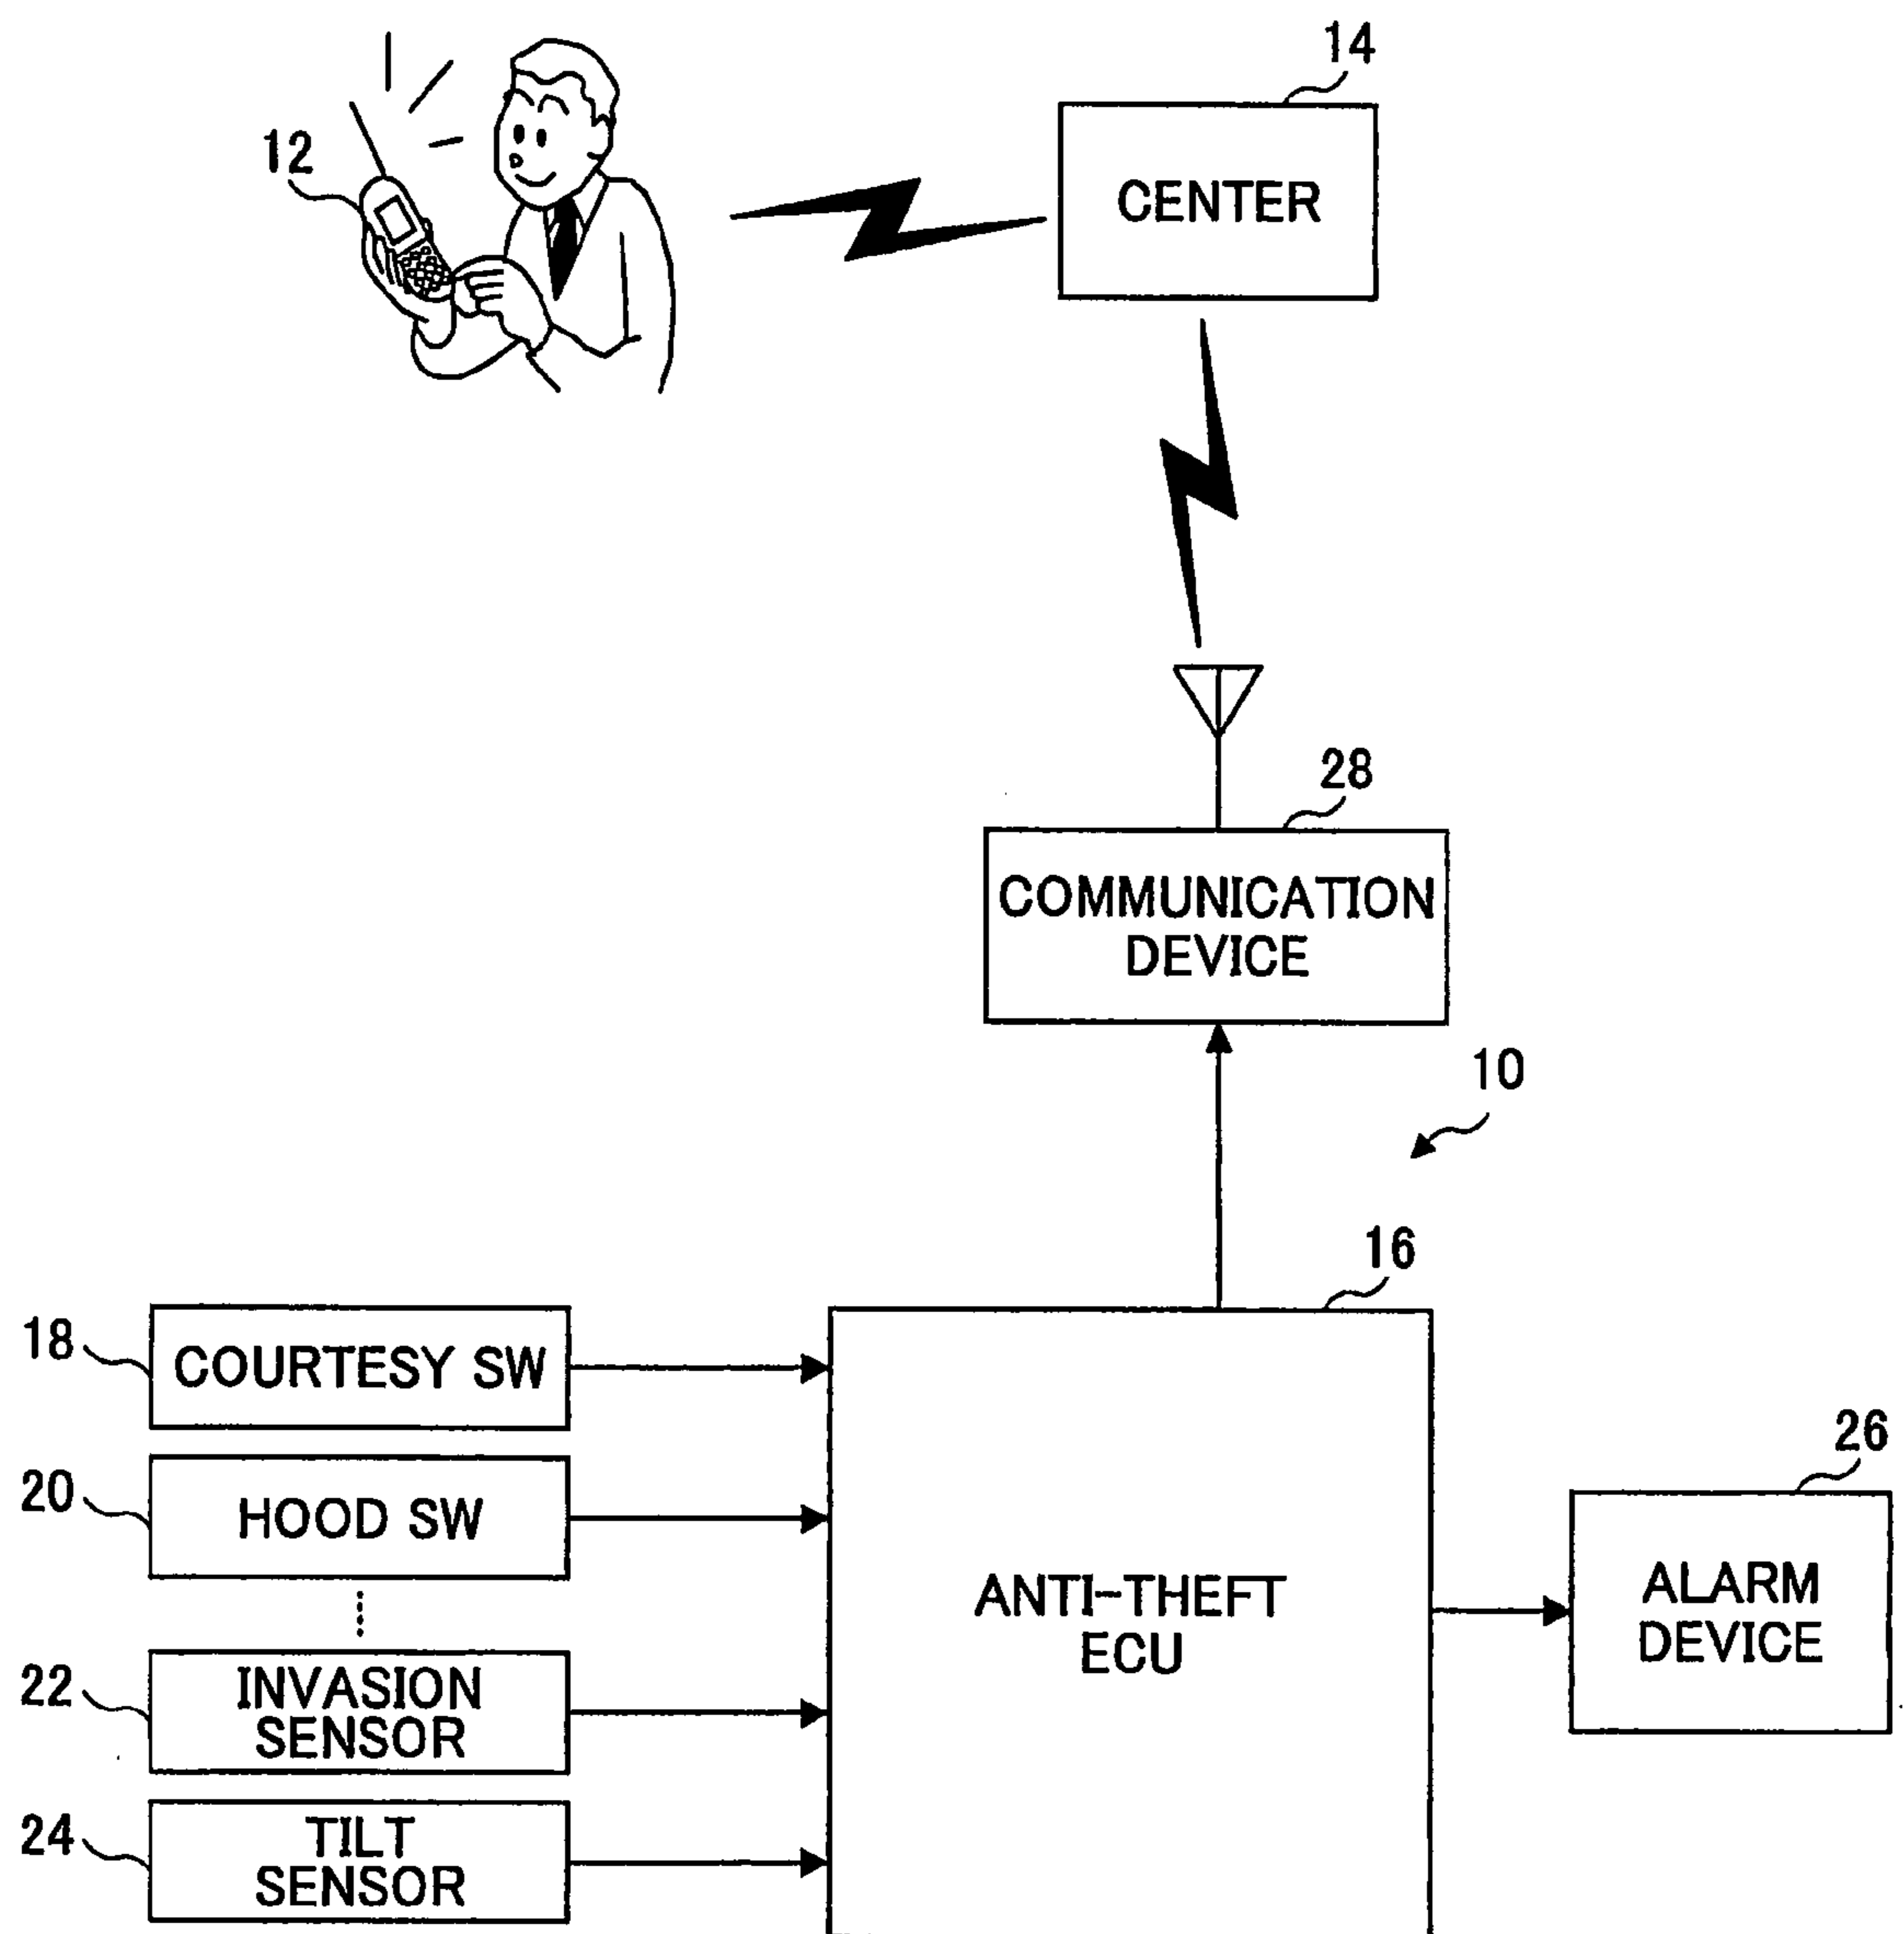 14
12
CENTER
28
COMMUNICATION
DEVICE
10
16
18
COURTESY SW
26
20
HOOD SW
ANTI-THEFT
ECU
ALARM
DEVICE
22
INVASION
SENSOR
24
TILT
SENSOR